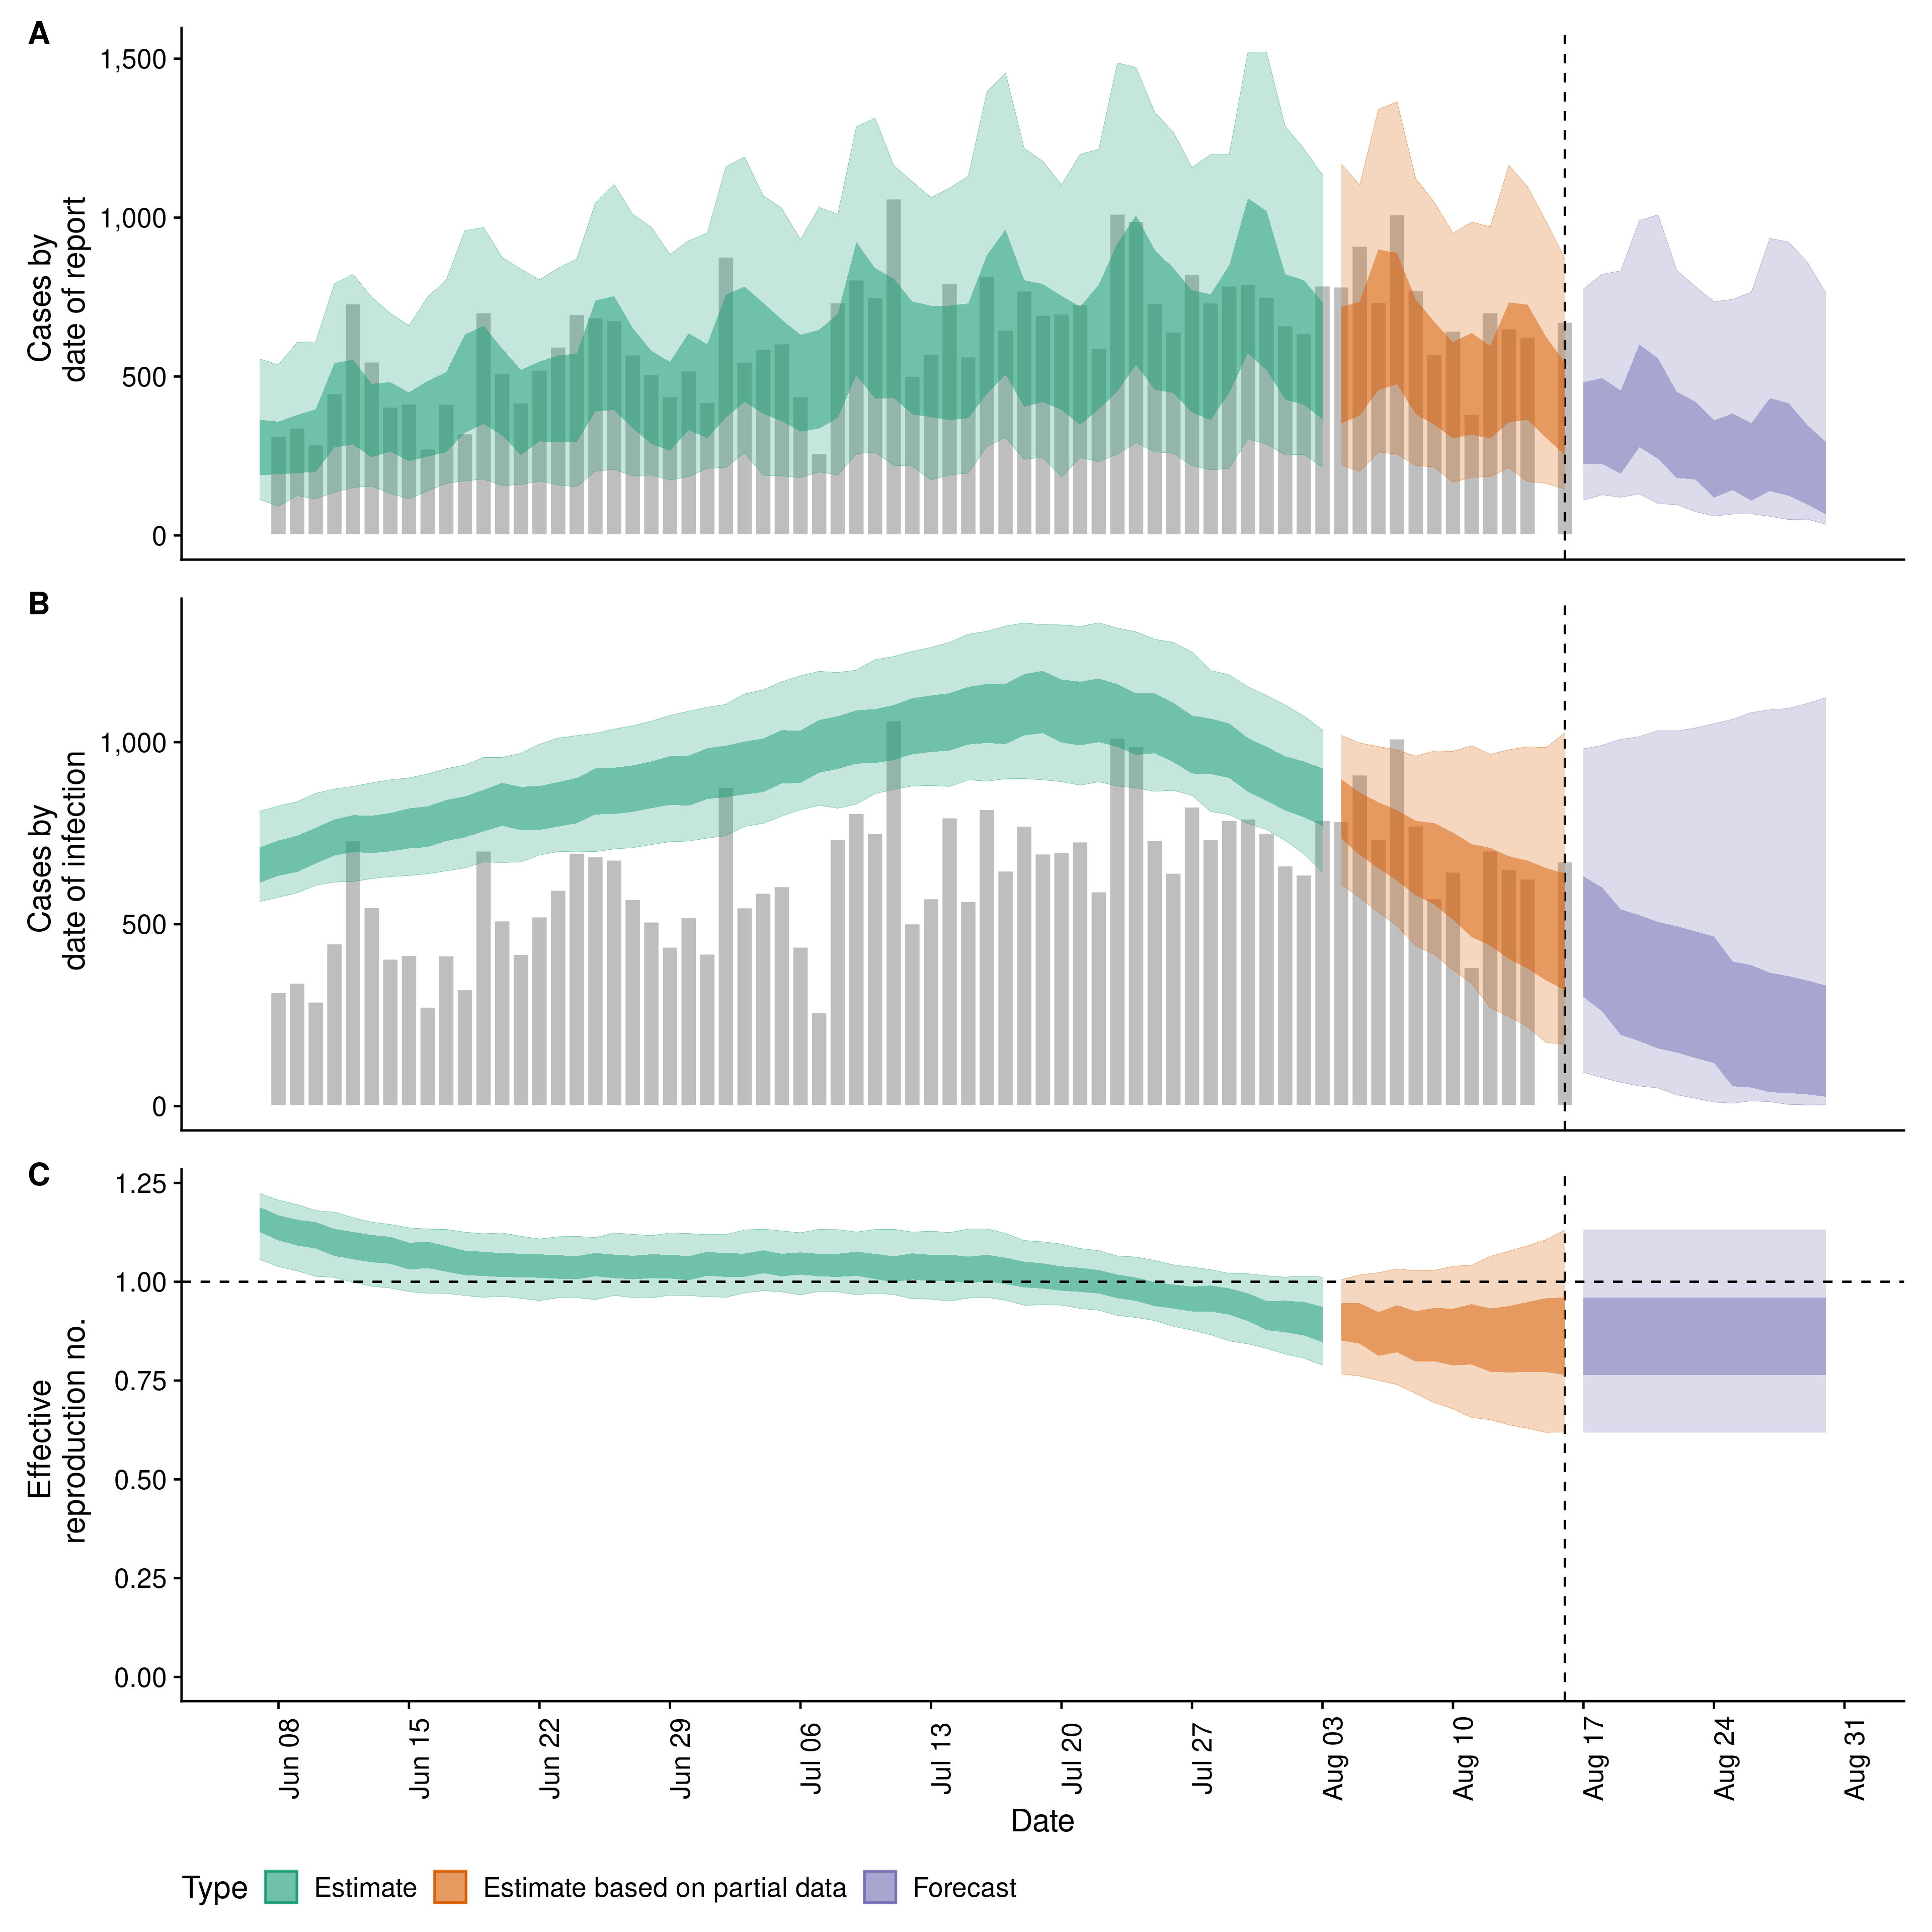 A
1,500
1,000
500
0
Cases by
date of report
B
1,000
500
0
Cases by
date of infection
C
1.25
1.00
0.75
0.50
0.25
0.00
Effective
reproduction no.
Jun 08
Jun 15
Jun 22
Jun 29
Jul 06
Jul 13
Jul 20
Jul 27
Aug 03
Aug 10
Aug 17
Aug 24
Aug 31
Date
Type Estimate Estimate based on partial data Forecast